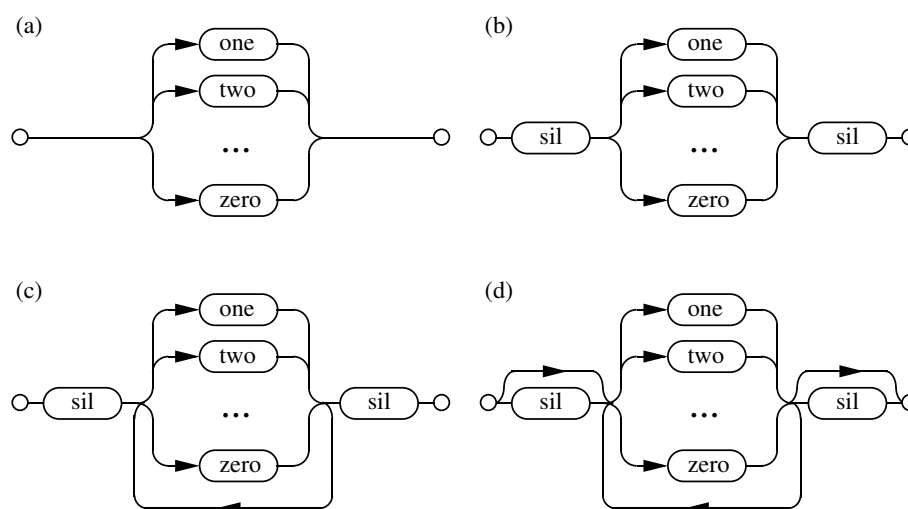 (a)
one
two
...
zero
(b)
one
two
sil
...
sil
zero
(c)
one
two
sil
...
sil
zero
(d)
one
two
sil
...
sil
zero